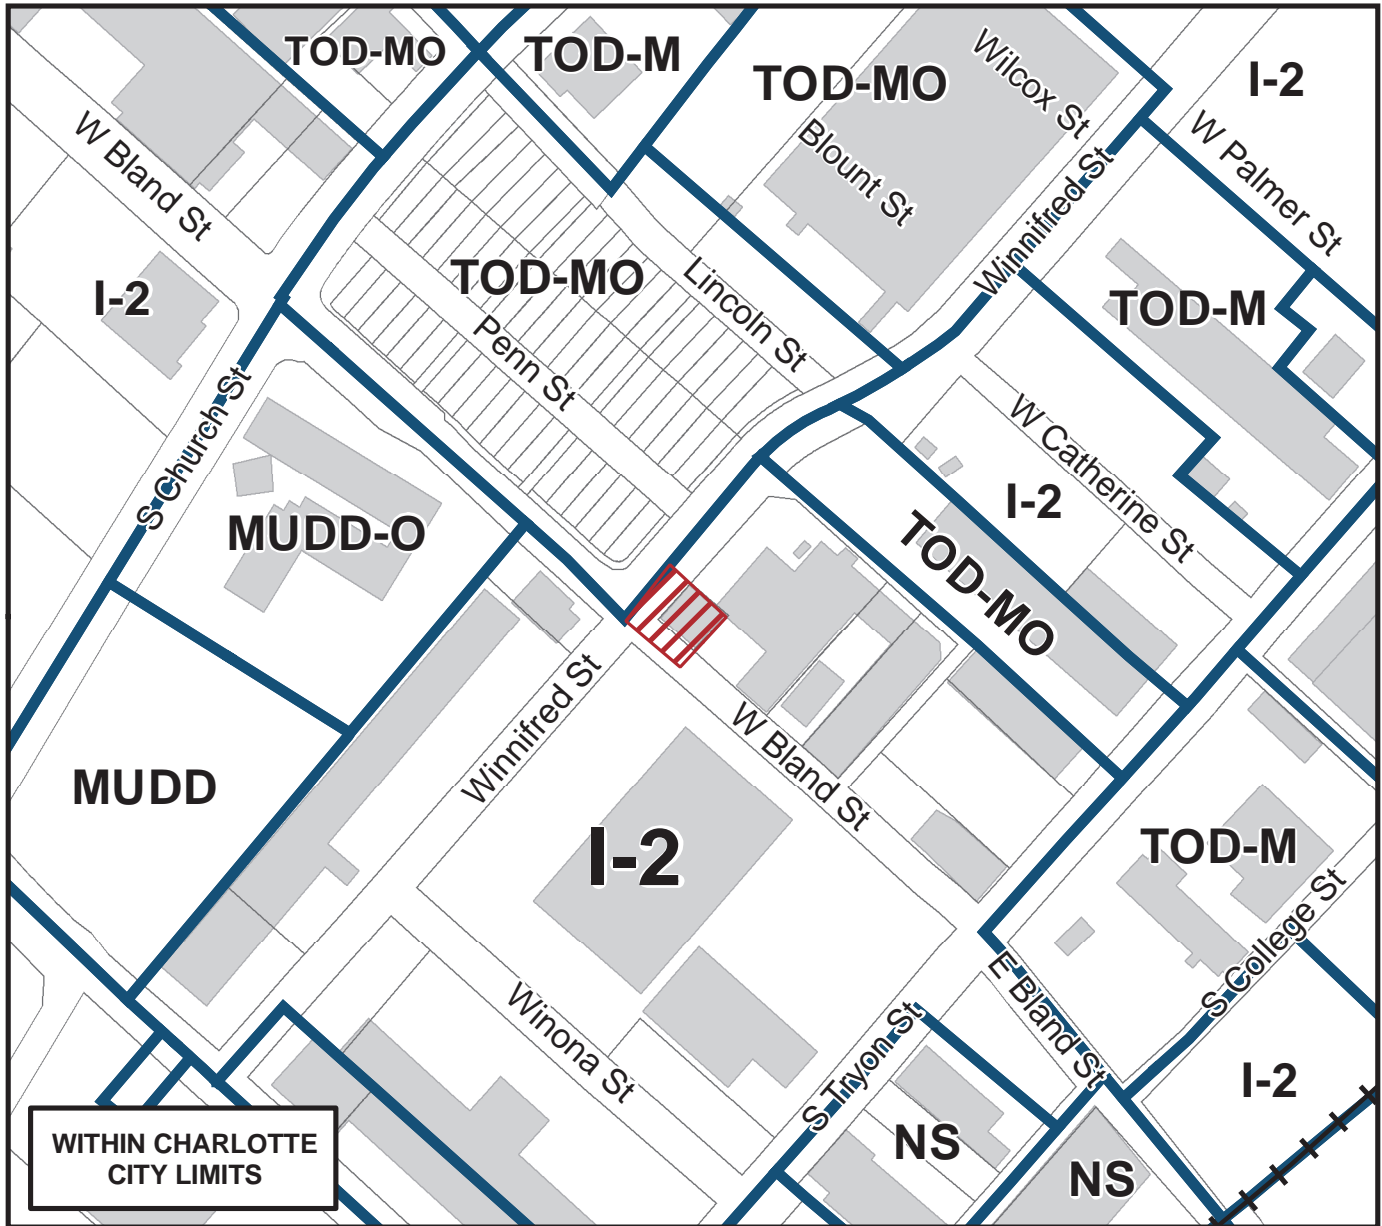 TOD-MO
TOD-M
TOD-MO
Wilcox St
I-2
Blount St
W Bland St
W Palmer St
Winnifred St
I-2
TOD-MO
Lincoln St
TOD-M
Penn St
S Church St
W Catherine St
I-2
MUDD-O
TOD-MO
Winnifred St
W Bland St
MUDD
I-2
TOD-M
S College St
E Bland St
Winona St
S Tryon St
I-2
NS
NS
WITHIN CHARLOTTE
CITY LIMITS